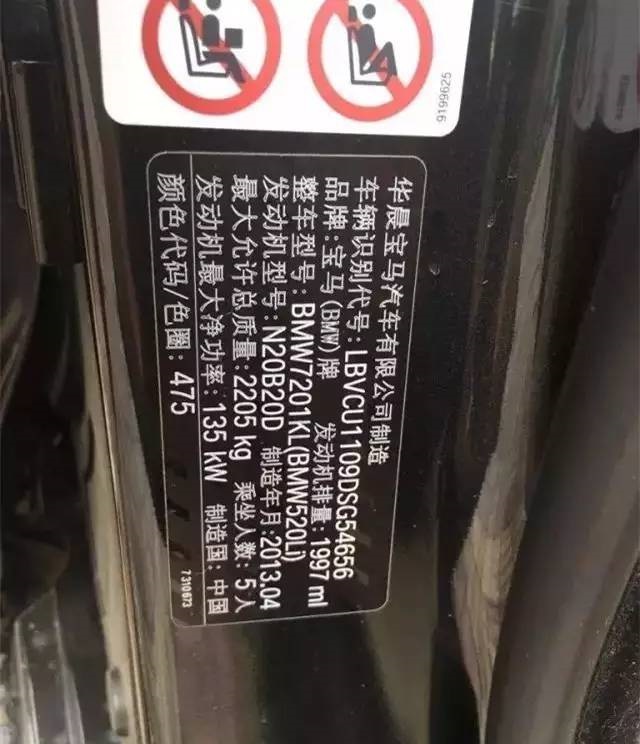 9199625
华晨宝马汽车有限公司制造
车辆识别代号:LBVCU1109DSG54656
品牌:宝马(BMW)牌 发动机排量:1997 ml
整车型号:BMW7201KL(BMW520Li)
发动机型号:N20B20D 制造年月:2013.04
最大允许总质量:2205 kg 乘坐人数:5人
发动机最大净功率:135 kW 制造国:中国
颜色代码/色圈:475
7310673